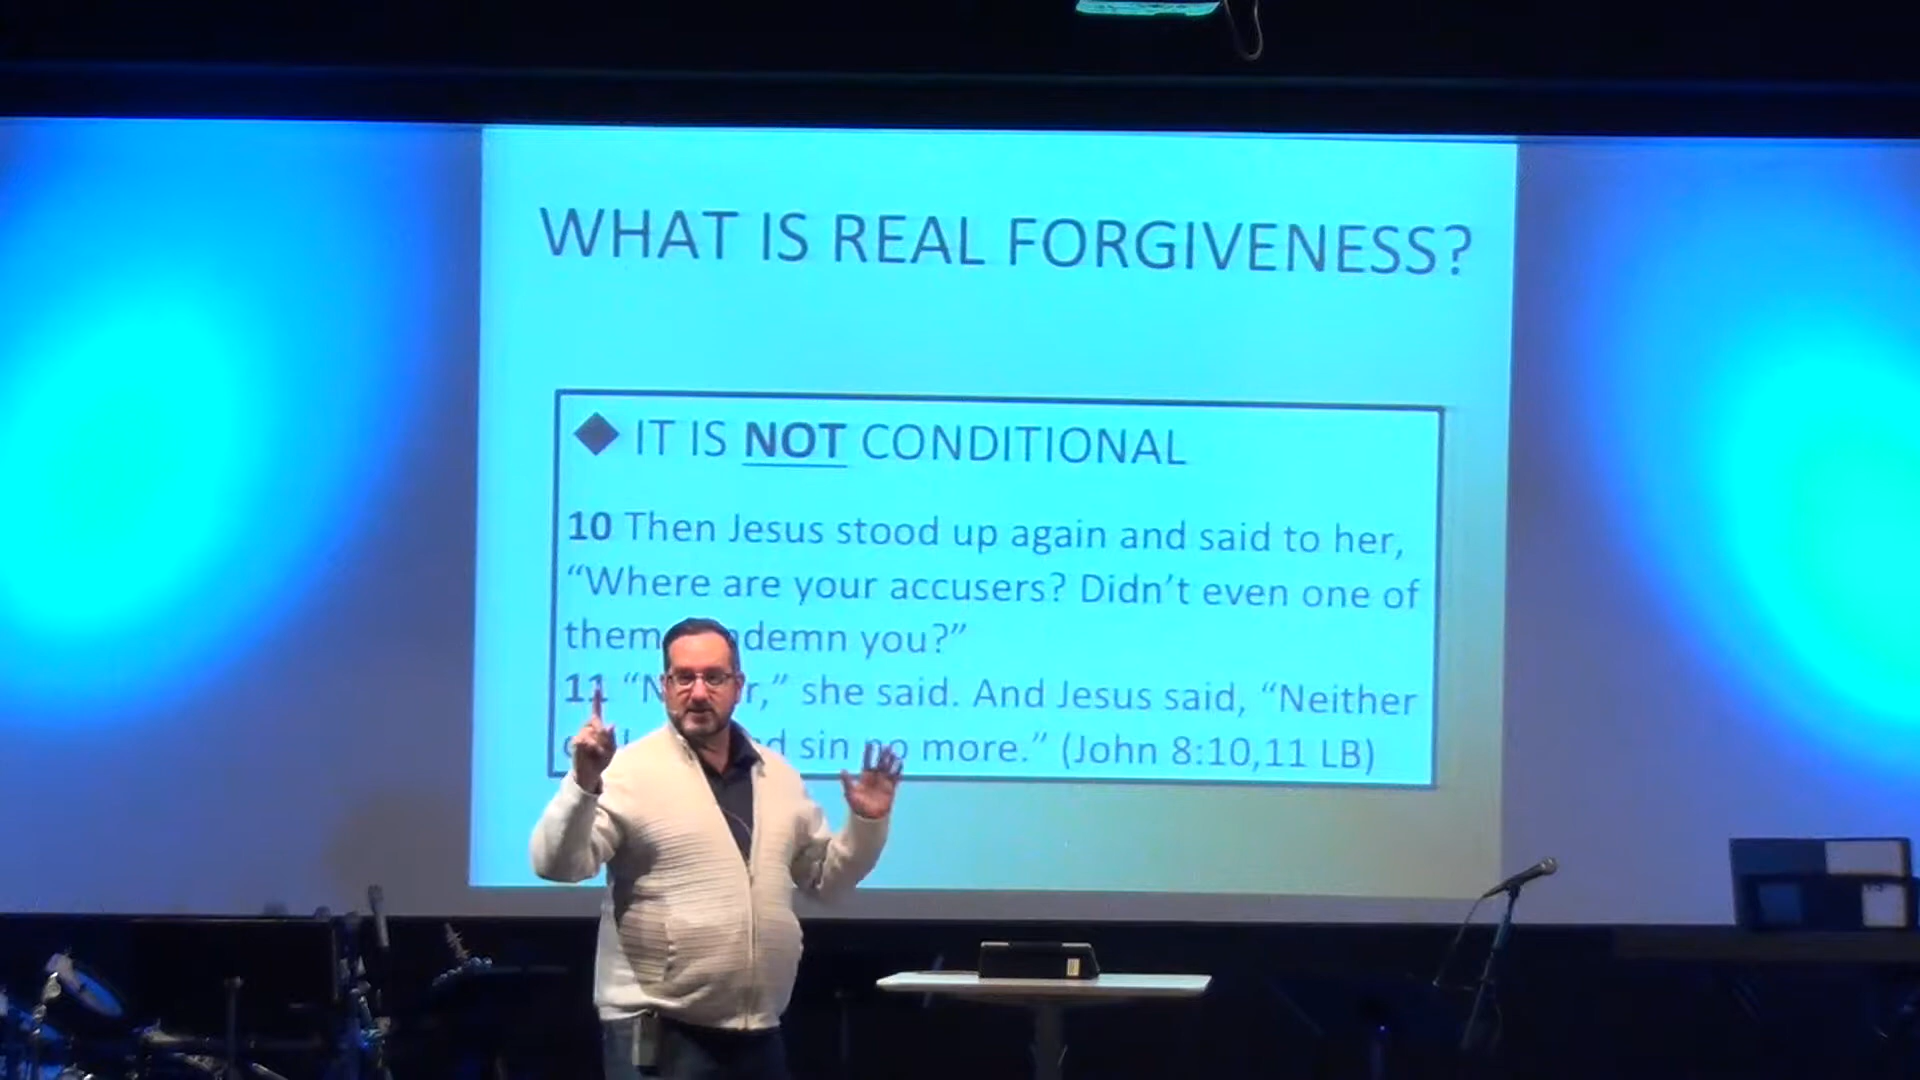 WHAT IS REAL FORGIVENESS?
IT IS NOT CONDITIONAL
10 Then Jesus stood up again and said to her,
“Where are your accusers? Didn’t even one of
them you?”
11 she said. And Jesus said, “Neither
sin no more.” (John 8:10,11 LB)